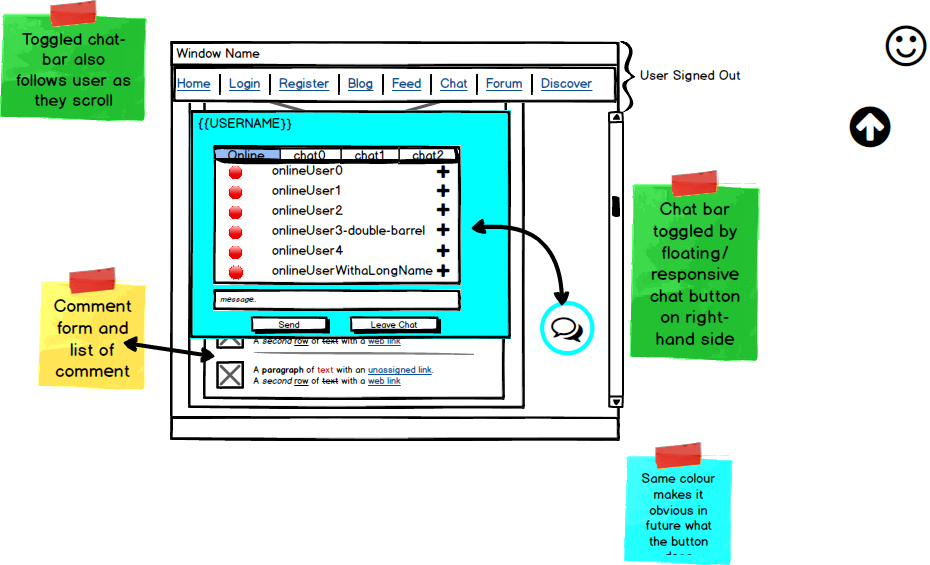 Toggled chat-
bar also
follows user as
they scroll
Window Name
User Signed Out
Home Login Register Blog Feed Chat Forum Discover
{{USERNAME}}
Online chat0 chat1 chat2
onlineUser0
onlineUser1
onlineUser2
onlineUser3-double-barrel
onlineUser4
onlineUserWithaLongName
message..
Send Leave Chat
A second row of text with a web link
A paragraph of text with an unassigned link.
A second row of text with a web link
Comment
form and
list of
comment
Chat bar
toggled by
floating/
responsive
chat button
on right-
hand side
Same colour
makes it
obvious in
future what
the button